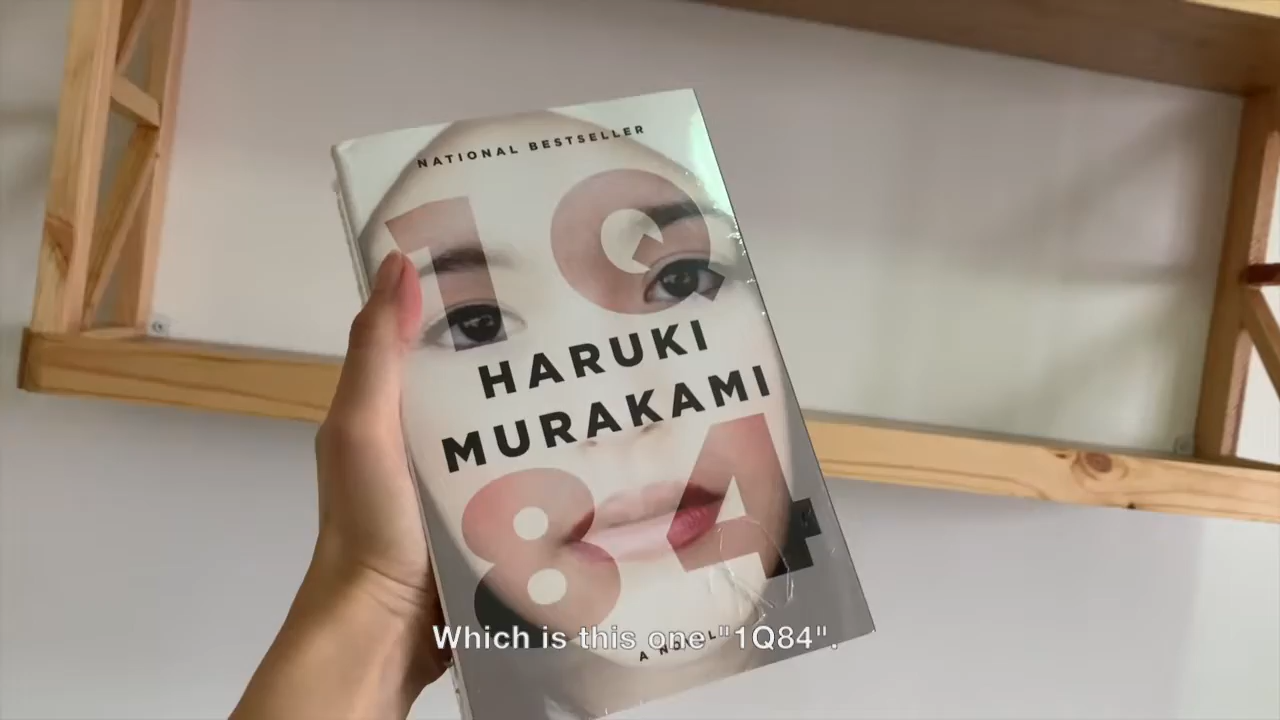 NATIONAL BESTSELLER
1Q
HARUKI
MURAKAMI
84
A NOVEL
Which is this one "1Q84".